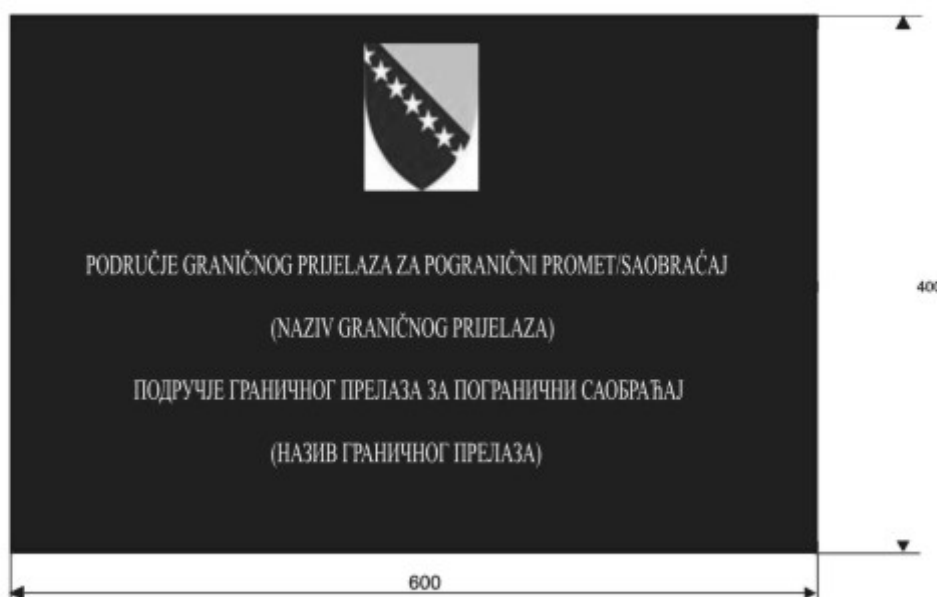 PODRUČJE GRANIČNOG PRIJELAZA ZA POGRANIČNI PROMET/SAOBRAĆAJ
(NAZIV GRANIČNOG PRIJELAZA)
ПОДРУЧЈЕ ГРАНИЧНОГ ПРЕЛАЗА ЗА ПОГРАНИЧНИ САОБРАЋАЈ
(НАЗИВ ГРАНИЧНОГ ПРЕЛАЗА)
400
600